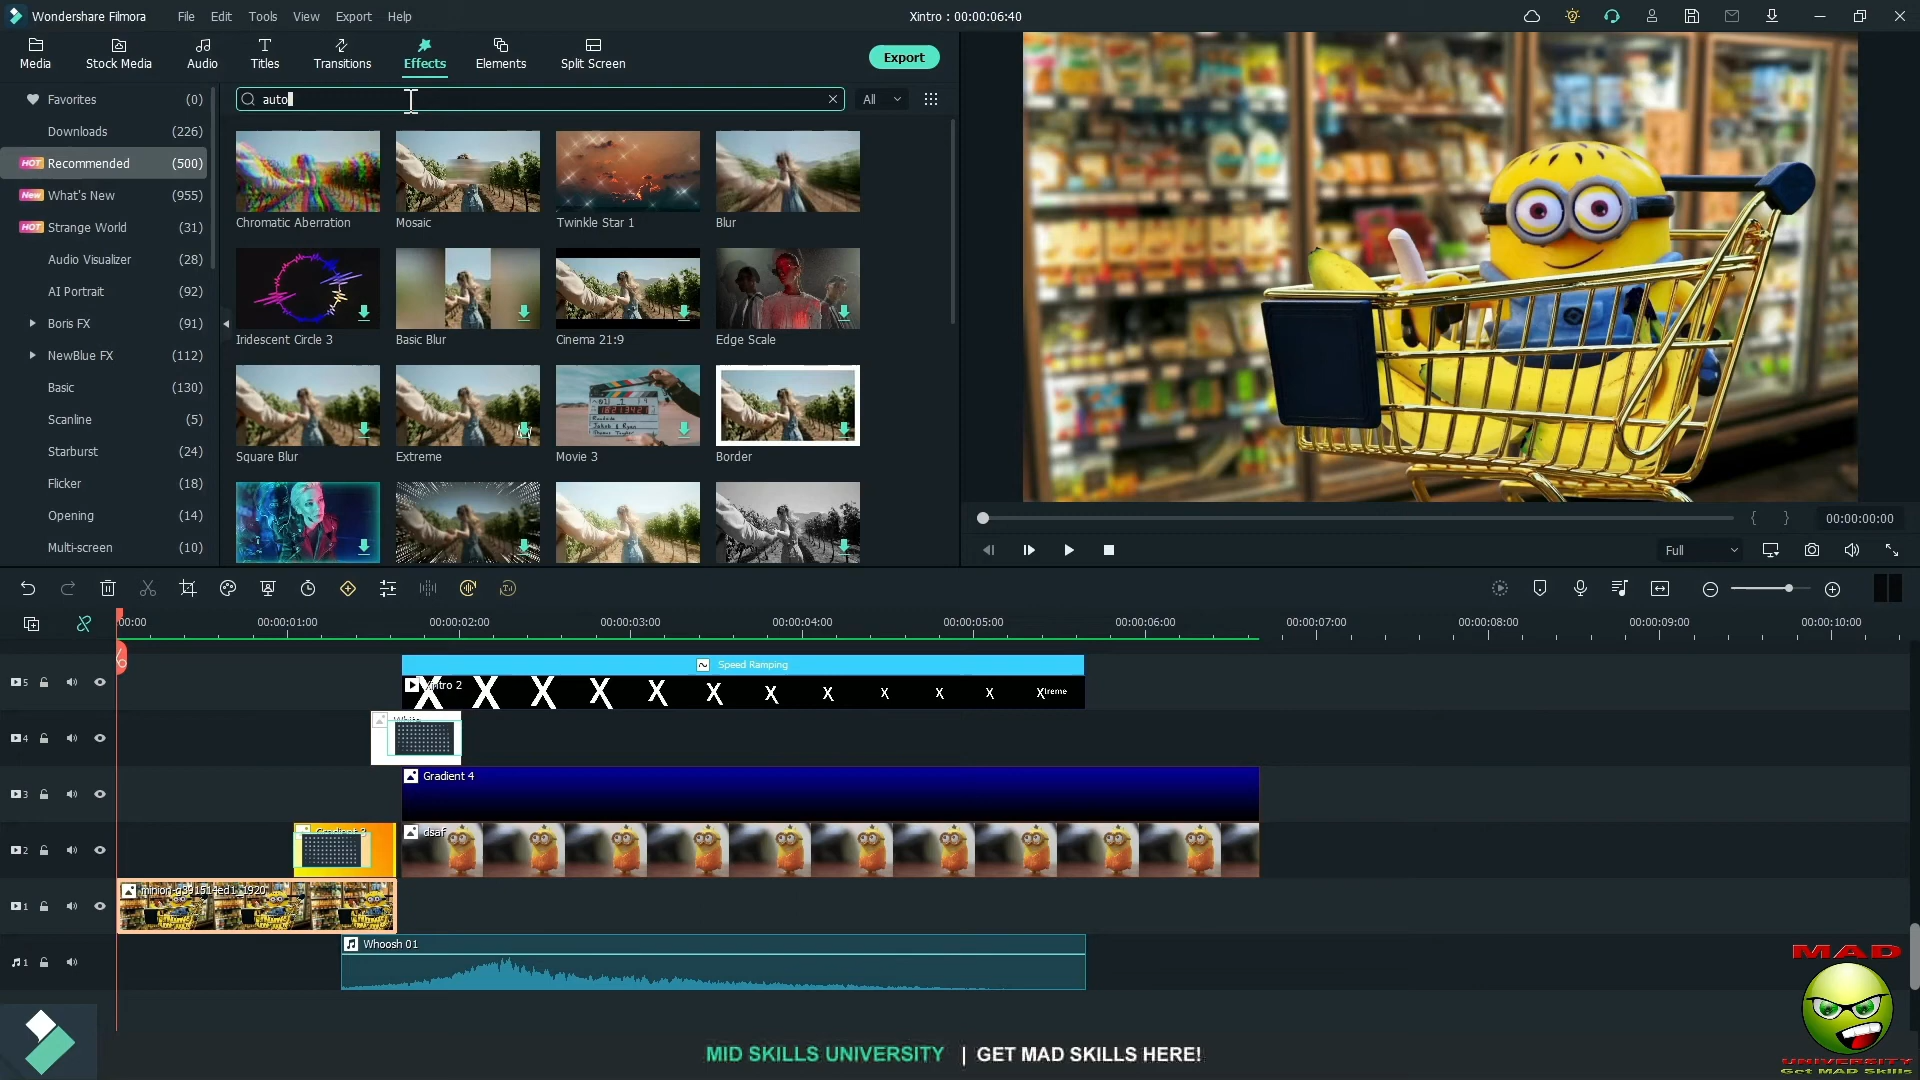 Wondershare Filmora
File Edit Tools View Export Help
Xintro : 00:00:06:40
Media
Stock Media
Audio
Titles
Transitions
Effects
Elements
Split Screen
Export
Favorites (0)
Downloads (226)
HOT Recommended (500)
New What's New (955)
HOT Strange World (31)
Audio Visualizer (28)
AI Portrait (92)
Boris FX (91)
NewBlue FX (112)
Basic (130)
Scanline (5)
Starburst (24)
Flicker (18)
Opening (14)
Multi-screen (10)
auto
All
Chromatic Aberration
Mosaic
Twinkle Star 1
Blur
Iridescent Circle 3
Basic Blur
Cinema 21:9
Edge Scale
Square Blur
Extreme
Movie 3
Border
00:00:00:00
Full
00:00
00:00:01:00
00:00:02:00
00:00:03:00
00:00:04:00
00:00:05:00
00:00:06:00
00:00:07:00
00:00:08:00
00:00:09:00
00:00:10:00
Speed Ramping
5
Xintro 2
X X X X X X X X X X X Xtreme
4
White
3
Gradient 4
2
Gradient 3
dsaf
1
minion-g391514ed1_1920
1
Whoosh 01
MID SKILLS UNIVERSITY | GET MAD SKILLS HERE!
MAD
UNIVERSITY
Get MAD Skills